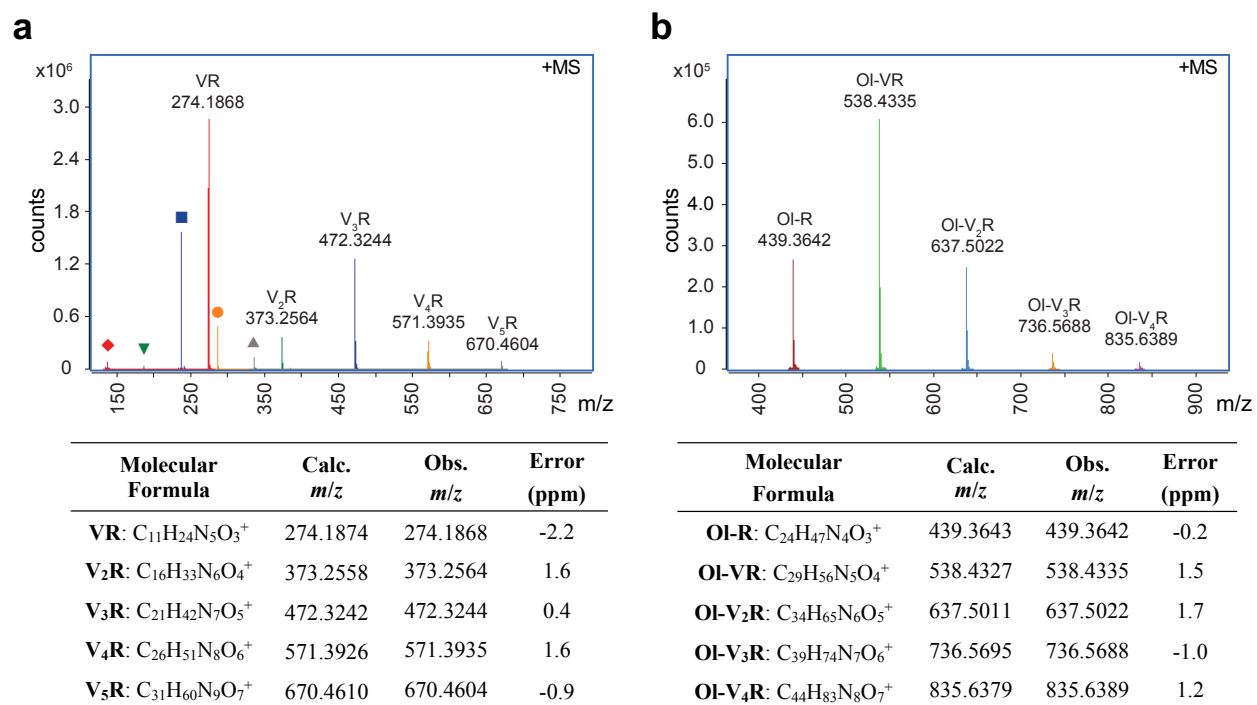 a
x10⁶
+MS
counts
3.0
2.4
1.8
1.2
0.6
0
VR
274.1868
V₂R
373.2564
V₃R
472.3244
V₄R
571.3935
V₅R
670.4604
150 250 350 450 550 650 750 m/z
Molecular Formula Calc. m/z Obs. m/z Error (ppm)
VR: C₁₁H₂₄N₅O₃⁺ 274.1874 274.1868 -2.2
V₂R: C₁₆H₃₃N₆O₄⁺ 373.2558 373.2564 1.6
V₃R: C₂₁H₄₂N₇O₅⁺ 472.3242 472.3244 0.4
V₄R: C₂₆H₅₁N₈O₆⁺ 571.3926 571.3935 1.6
V₅R: C₃₁H₆₀N₉O₇⁺ 670.4610 670.4604 -0.9
b
x10⁵
+MS
counts
6.0
5.0
4.0
3.0
2.0
1.0
0
Ol-R
439.3642
Ol-VR
538.4335
Ol-V₂R
637.5022
Ol-V₃R
736.5688
Ol-V₄R
835.6389
400 500 600 700 800 900 m/z
Molecular Formula Calc. m/z Obs. m/z Error (ppm)
Ol-R: C₂₄H₄₇N₄O₃⁺ 439.3643 439.3642 -0.2
Ol-VR: C₂₉H₅₆N₅O₄⁺ 538.4327 538.4335 1.5
Ol-V₂R: C₃₄H₆₅N₆O₅⁺ 637.5011 637.5022 1.7
Ol-V₃R: C₃₉H₇₄N₇O₆⁺ 736.5695 736.5688 -1.0
Ol-V₄R: C₄₄H₈₃N₈O₇⁺ 835.6379 835.6389 1.2